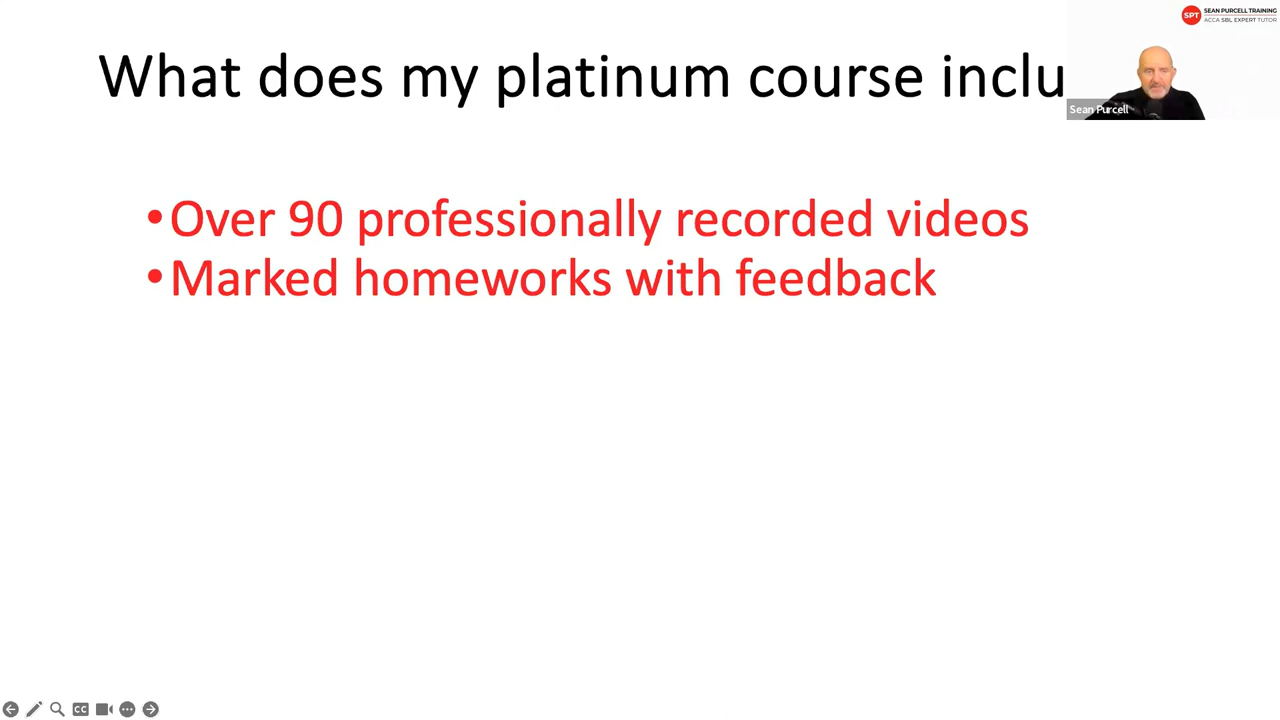 SEAN PURCELL TRAINING
SPT
ACCA SBL EXPERT TUTOR
What does my platinum course inclu
Sean Purcell
•Over 90 professionally recorded videos
•Marked homeworks with feedback
CC